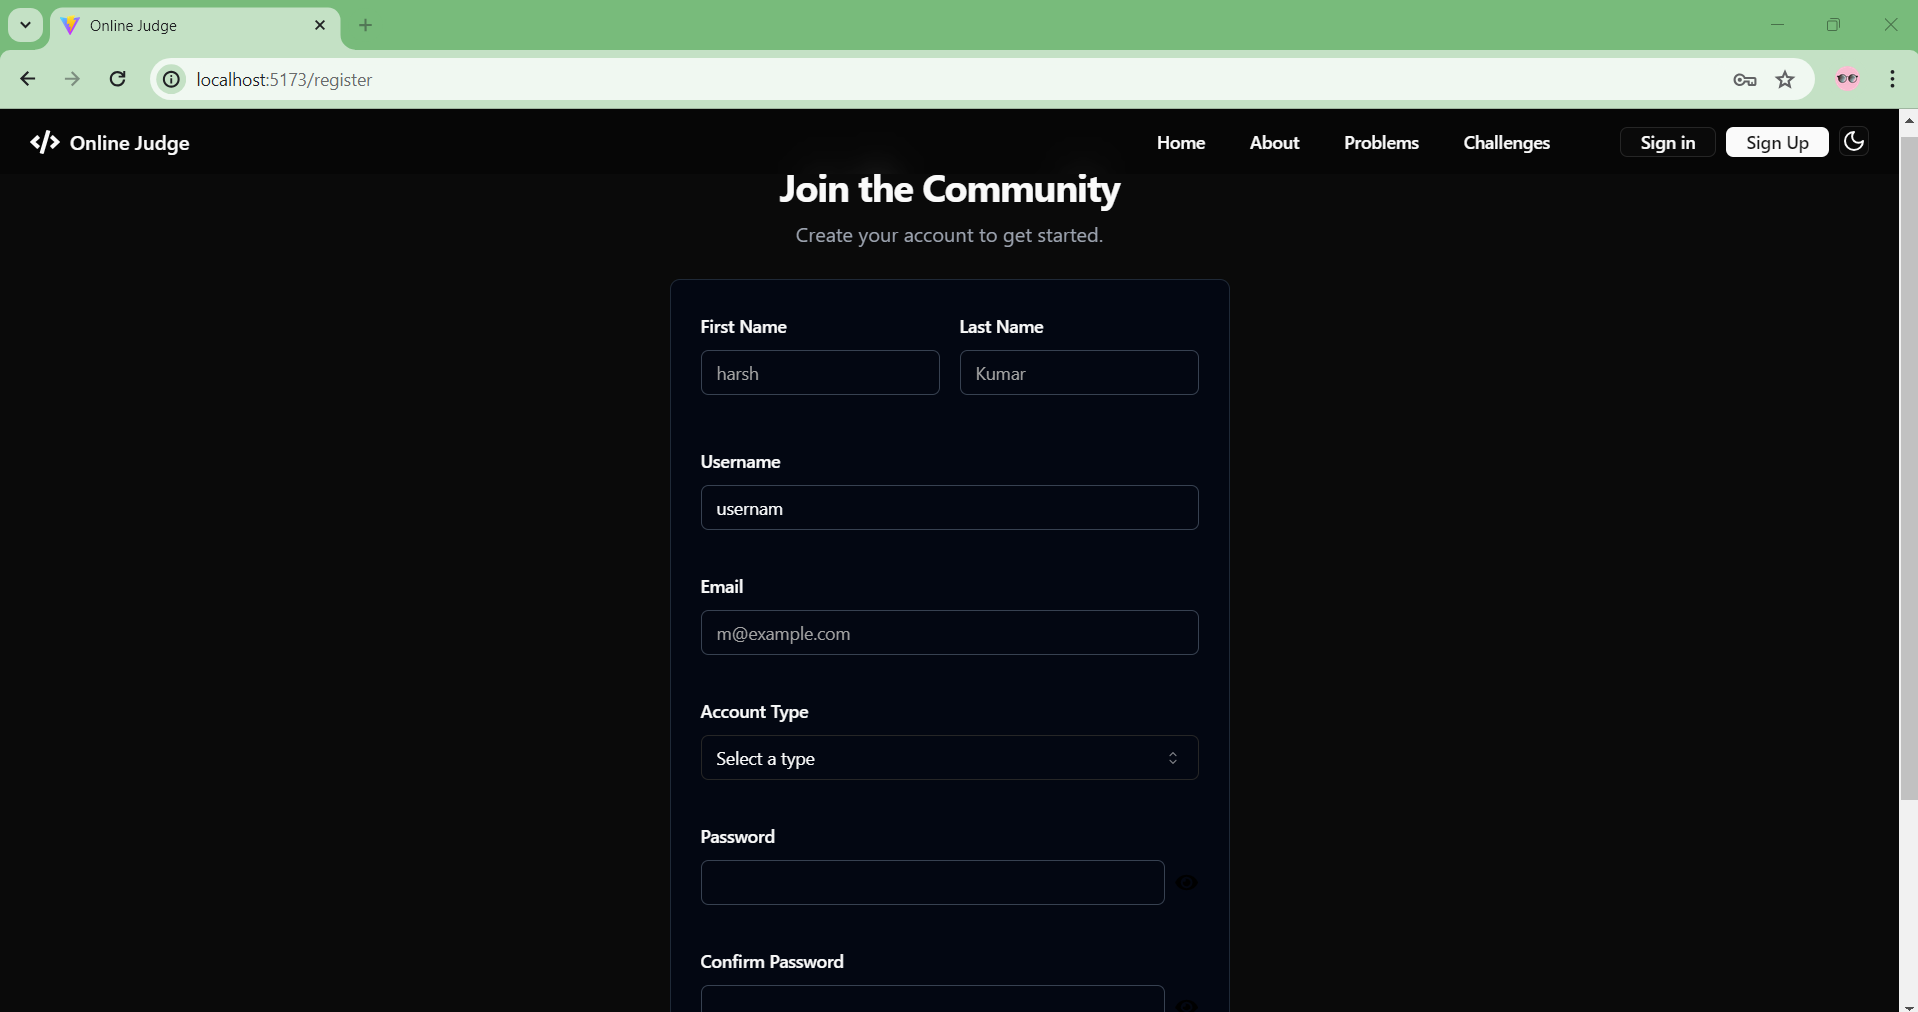 Online Judge
localhost:5173/register
Online Judge
Home About Problems Challenges Sign in Sign Up
Join the Community
Create your account to get started.
First Name Last Name
harsh Kumar
Username
usernam
Email
m@example.com
Account Type
Select a type
Password
Confirm Password